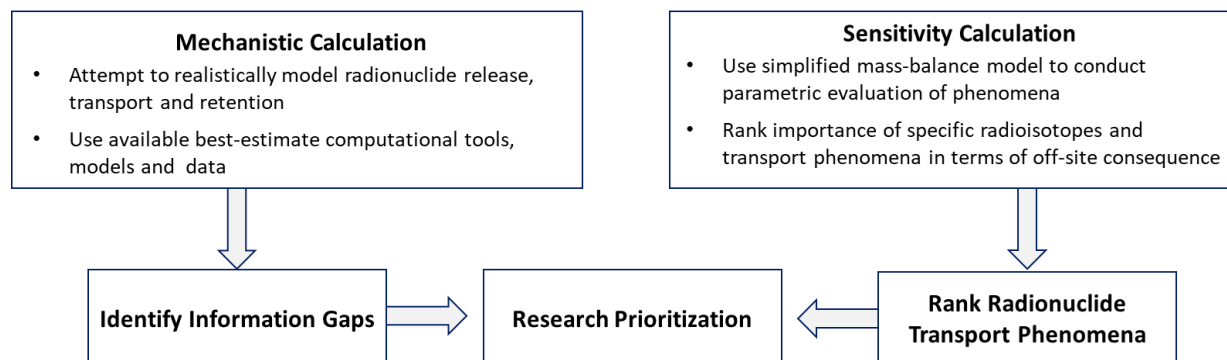 Mechanistic Calculation
• Attempt to realistically model radionuclide release,
transport and retention
• Use available best-estimate computational tools,
models and data
Sensitivity Calculation
• Use simplified mass-balance model to conduct
parametric evaluation of phenomena
• Rank importance of specific radioisotopes and
transport phenomena in terms of off-site consequence
Identify Information Gaps
Research Prioritization
Rank Radionuclide
Transport Phenomena